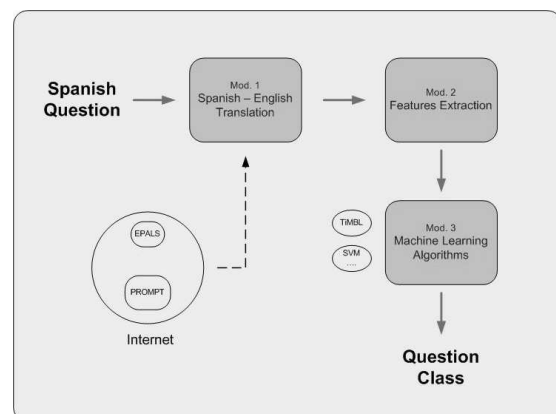 Spanish
Question
Mod. 1
Spanish – English
Translation
Mod. 2
Features Extraction
EPALS
PROMPT
Internet
TiMBL
SVM
....
Mod. 3
Machine Learning
Algorithms
Question
Class